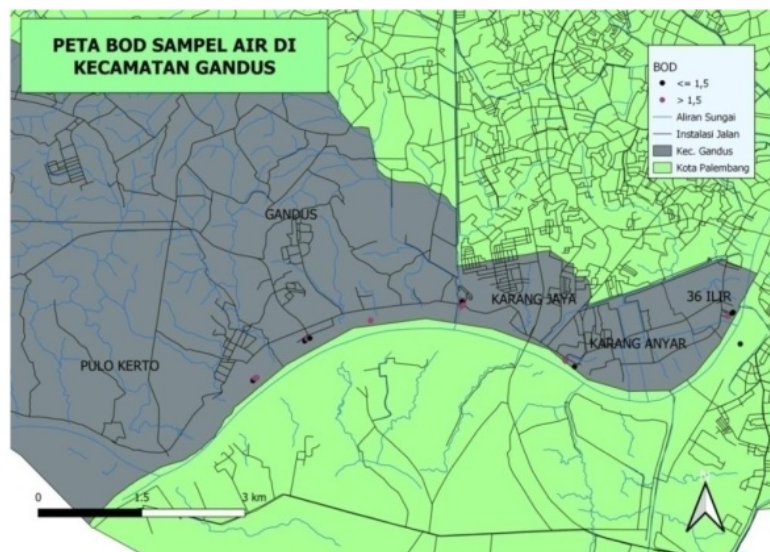 PETA BOD SAMPEL AIR DI
KECAMATAN GANDUS
BOD
<= 1,5
> 1,5
Aliran Sungai
Instalasi Jalan
Kec. Gandus
Kota Palembang
GANDUS
KARANG JAYA
36 ILIR
KARANG ANYAR
PULO KERTO
0 1.5 3 km